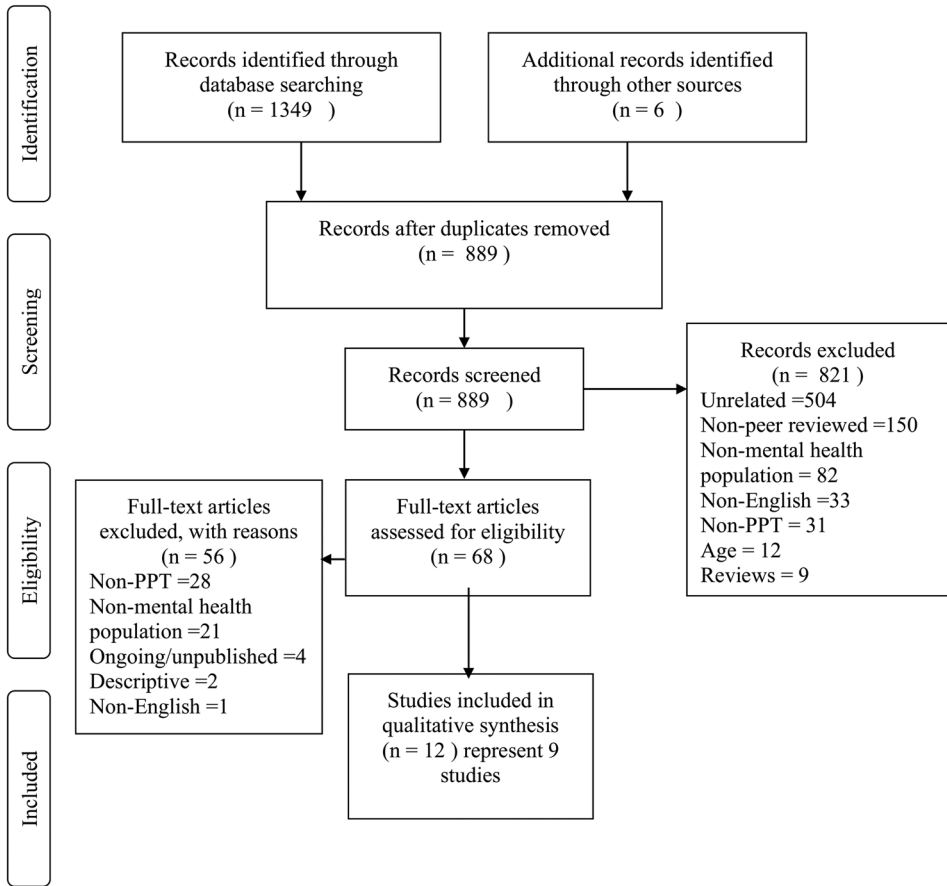 Identification
Records identified through
database searching
(n = 1349 )
Additional records identified
through other sources
(n = 6 )
Screening
Records after duplicates removed
(n = 889 )
Records screened
(n = 889 )
Records excluded
(n = 821 )
Unrelated =504
Non-peer reviewed =150
Non-mental health
population = 82
Non-English =33
Non-PPT = 31
Age = 12
Reviews = 9
Eligibility
Full-text articles
assessed for eligibility
(n = 68 )
Full-text articles
excluded, with reasons
(n = 56 )
Non-PPT =28
Non-mental health
population =21
Ongoing/unpublished =4
Descriptive =2
Non-English =1
Included
Studies included in
qualitative synthesis
(n = 12 ) represent 9
studies